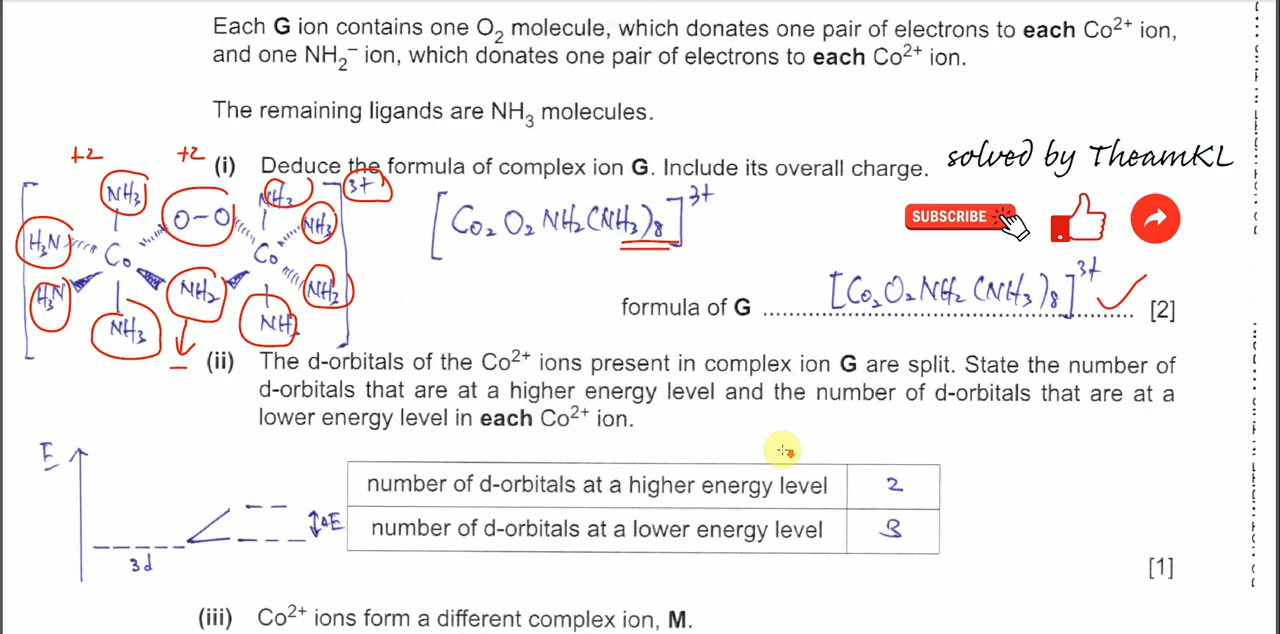 Each G ion contains one O₂ molecule, which donates one pair of electrons to each Co²⁺ ion,
and one NH₂⁻ ion, which donates one pair of electrons to each Co²⁺ ion.
The remaining ligands are NH₃ molecules.
(i) Deduce the formula of complex ion G. Include its overall charge.
solved by TheamKL
+2 +2
NH₃ NH₃ 3+
H₃N O-O NH₃
Co Co
H₃N NH₂ NH₃
NH₃ NH
-
[Co₂O₂NH₂(NH₃)₈]³⁺
SUBSCRIBE
formula of G [Co₂O₂NH₂(NH₃)₈]³⁺ [2]
(ii) The d-orbitals of the Co²⁺ ions present in complex ion G are split. State the number of
d-orbitals that are at a higher energy level and the number of d-orbitals that are at a
lower energy level in each Co²⁺ ion.
E
3d
ΔE
number of d-orbitals at a higher energy level 2
number of d-orbitals at a lower energy level 3
[1]
(iii) Co²⁺ ions form a different complex ion, M.